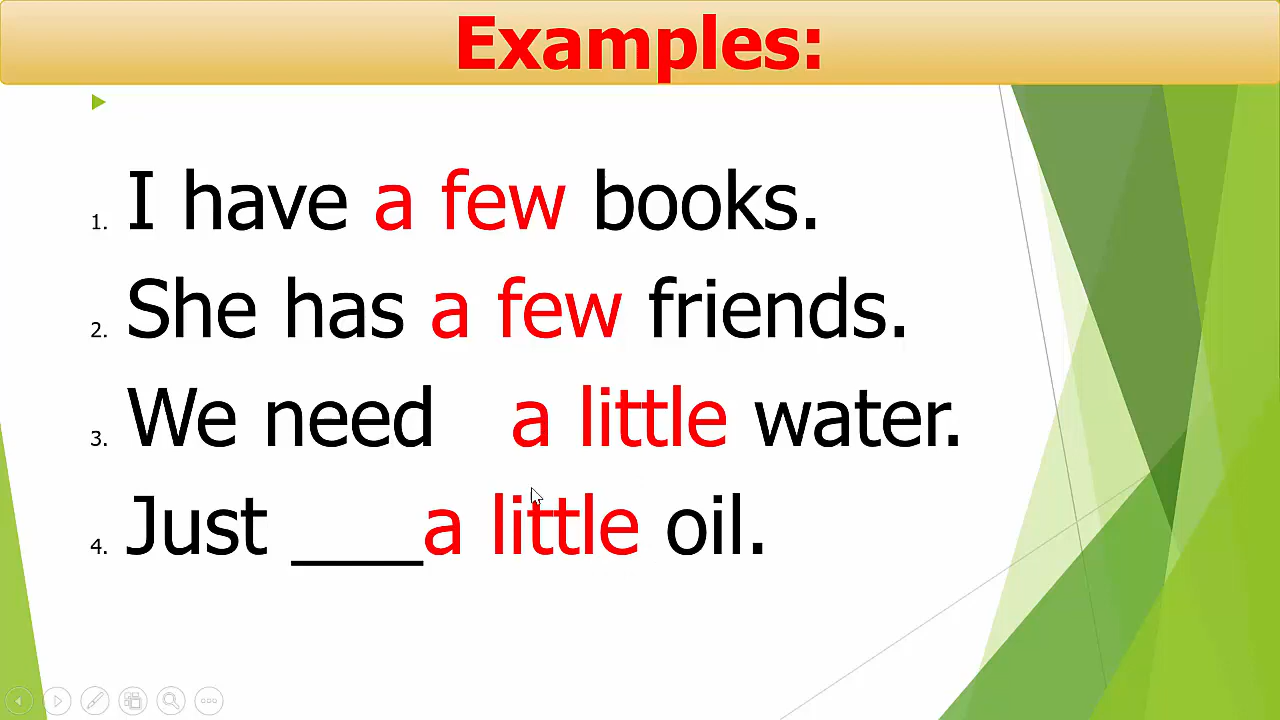 Examples:
1. I have a few books.
2. She has a few friends.
3. We need a little water.
4. Just ___a little oil.